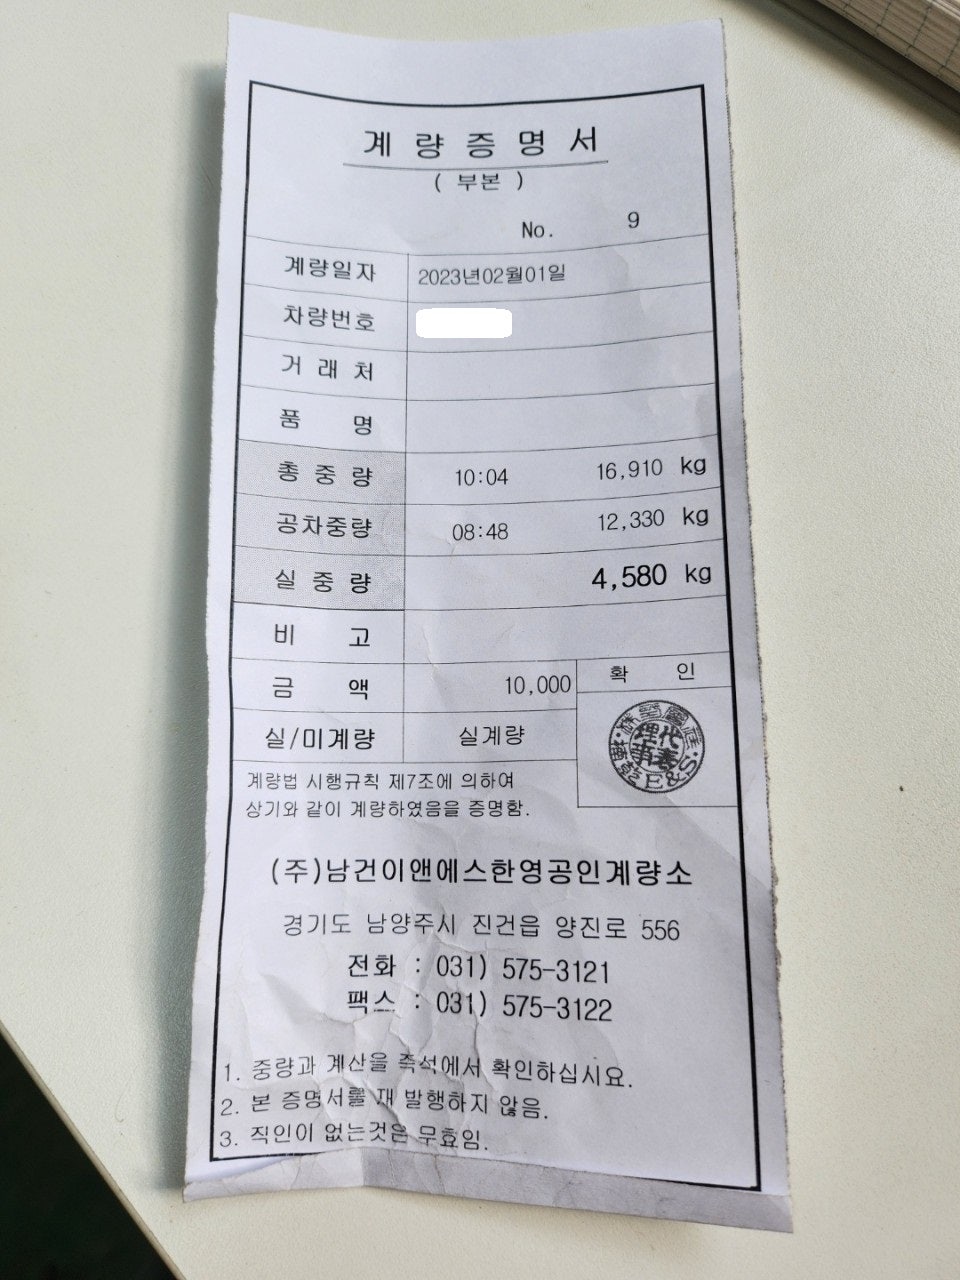 계 량 증 명 서
( 부본 )
No. 9
계량일자 2023년02월01일
차량번호
거 래 처
품 명
총 중 량 10:04 16,910 kg
공차중량 08:48 12,330 kg
실 중 량 4,580 kg
비 고
금 액 10,000 확 인
실/미계량 실계량
E&S
계량법 시행규칙 제7조에 의하여
상기와 같이 계량하였음을 증명함.
(주)남건이앤에스한영공인계량소
경기도 남양주시 진건읍 양진로 556
전화 : 031) 575-3121
팩스 : 031) 575-3122
1. 중량과 계산을 즉석에서 확인하십시요.
2. 본 증명서를 재 발행하지 않음.
3. 직인이 없는것은 무효임.